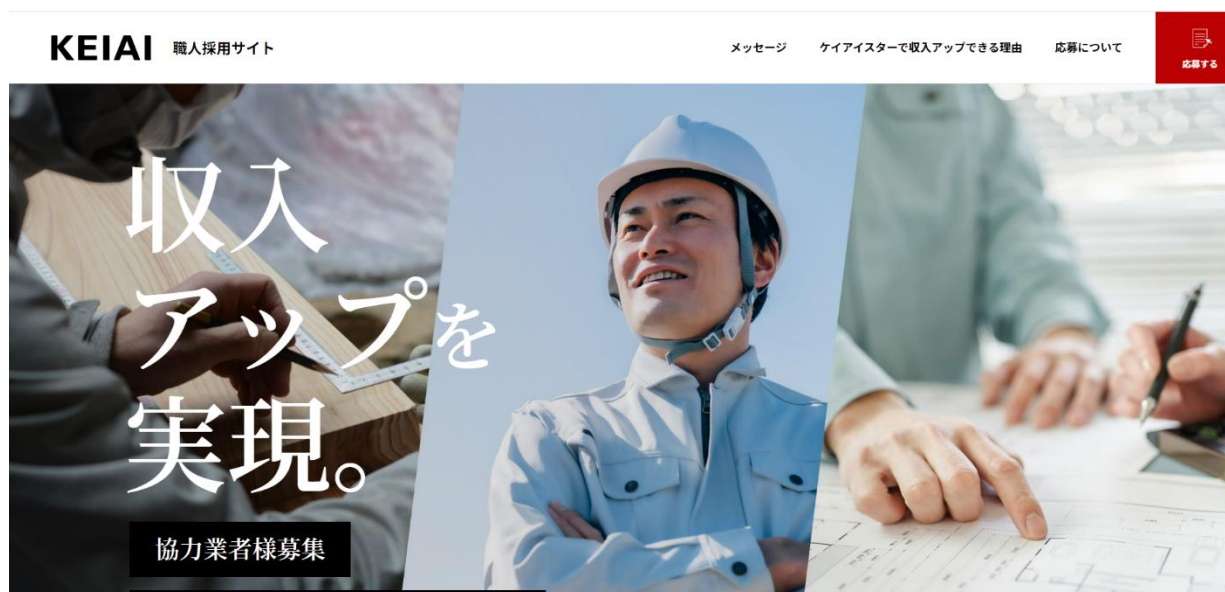 KEIAI 職人採用サイト
メッセージ
ケイアイスターで収入アップできる理由
応募について
応募する
収入
アップを
実現。
協力業者様募集